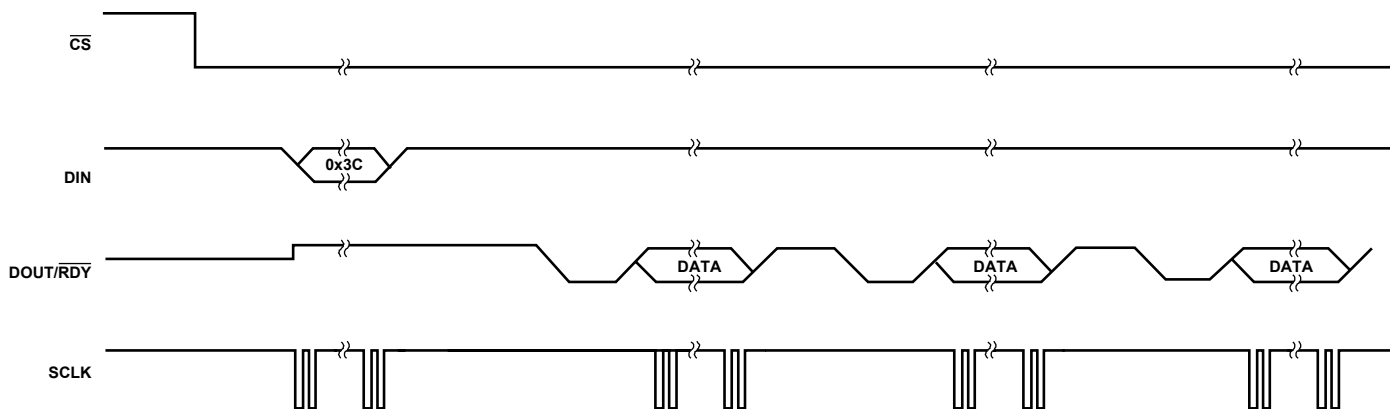 CS
DIN
0x3C
DOUT/RDY
DATA
DATA
DATA
SCLK